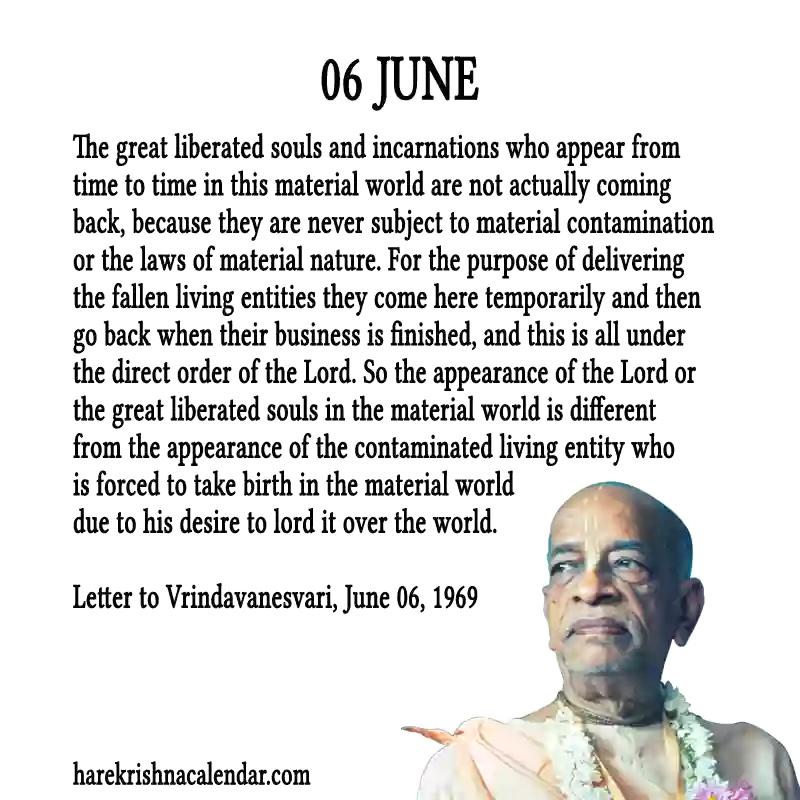 06 JUNE
The great liberated souls and incarnations who appear from
time to time in this material world are not actually coming
back, because they are never subject to material contamination
or the laws of material nature. For the purpose of delivering
the fallen living entities they come here temporarily and then
go back when their business is finished, and this is all under
the direct order of the Lord. So the appearance of the Lord or
the great liberated souls in the material world is different
from the appearance of the contaminated living entity who
is forced to take birth in the material world
due to his desire to lord it over the world.
Letter to Vrindavanesvari, June 06, 1969
harekrishnacalendar.com